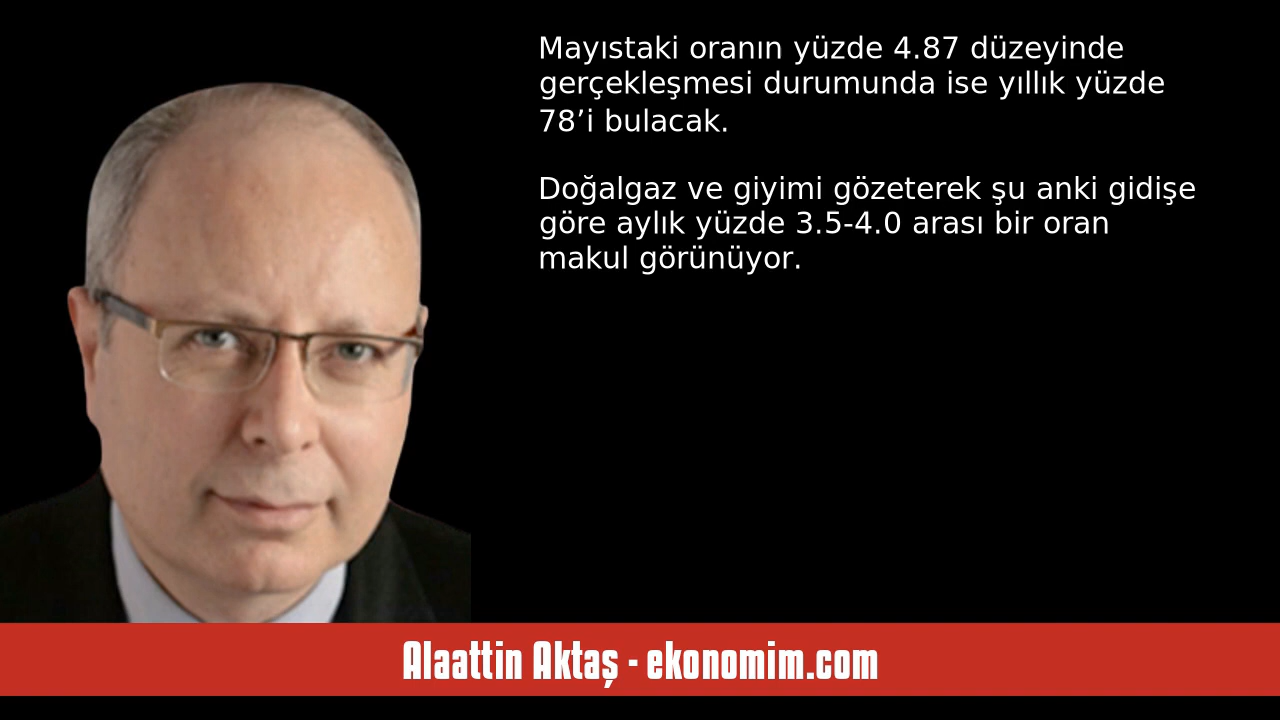 Mayıstaki oranın yüzde 4.87 düzeyinde
gerçekleşmesi durumunda ise yıllık yüzde
78’i bulacak.
Doğalgaz ve giyimi gözeterek şu anki gidişe
göre aylık yüzde 3.5-4.0 arası bir oran
makul görünüyor.
Alaattin Aktaş - ekonomim.com